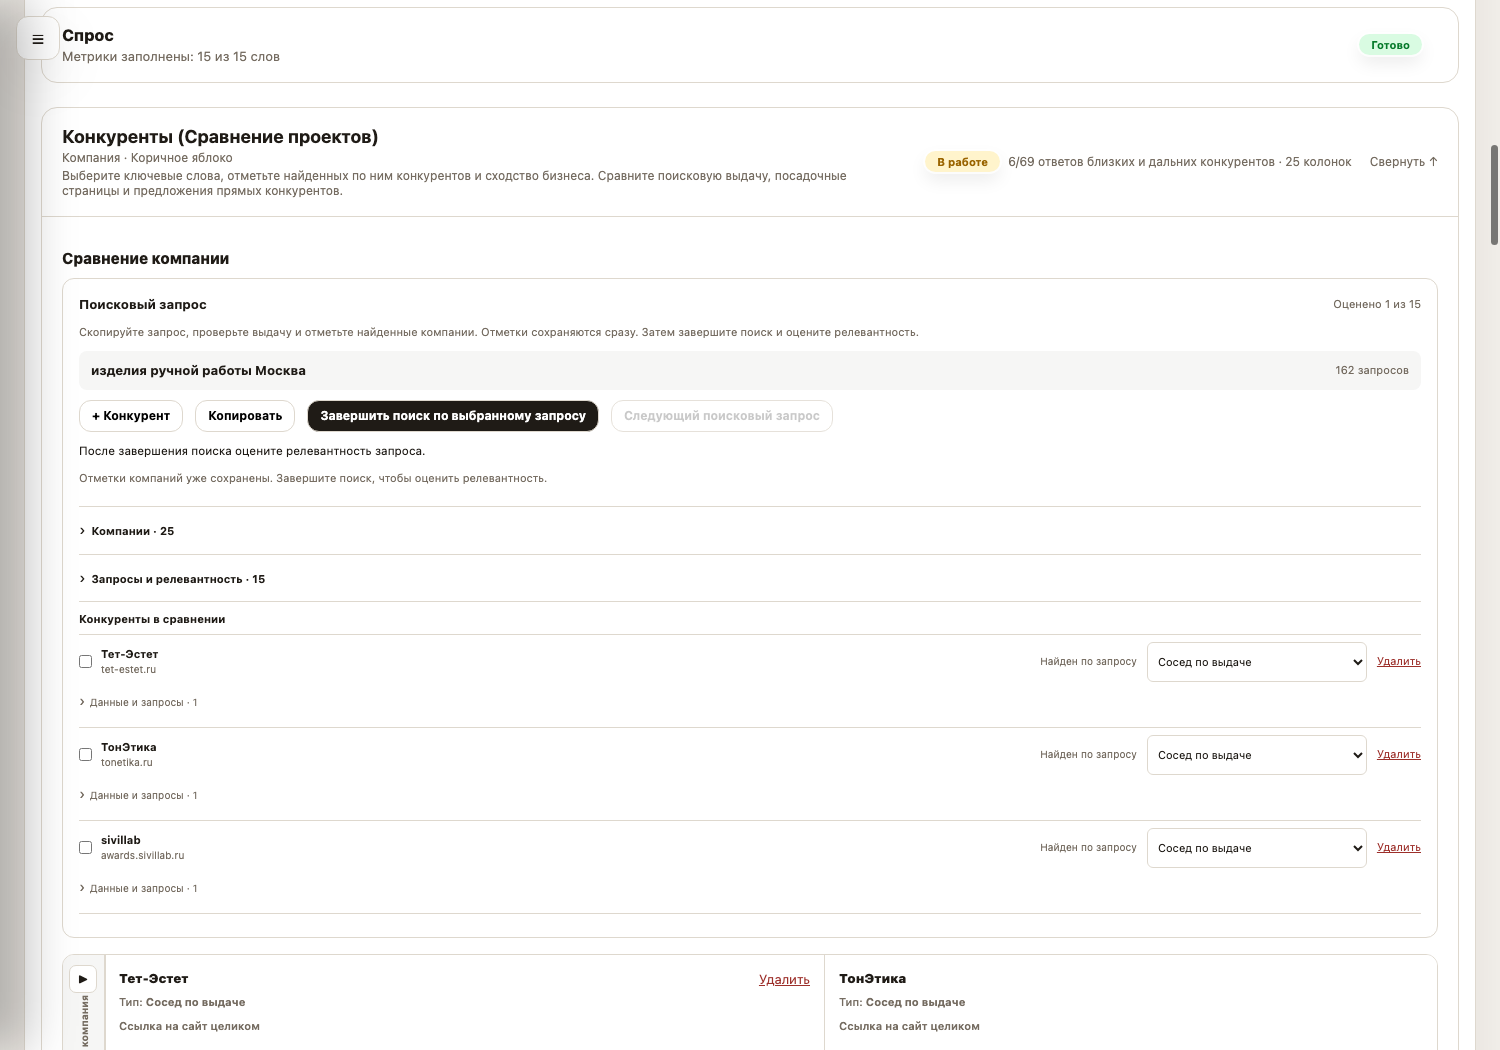 ☰
Спрос
Метрики заполнены: 15 из 15 слов
Готово
Конкуренты (Сравнение проектов)
Компания · Коричное яблоко
Выберите ключевые слова, отметьте найденных по ним конкурентов и сходство бизнеса. Сравните поисковую выдачу, посадочные
страницы и предложения прямых конкурентов.
В работе
6/69 ответов близких и дальних конкурентов · 25 колонок
Свернуть ↑
Сравнение компании
Поисковый запрос
Оценено 1 из 15
Скопируйте запрос, проверьте выдачу и отметьте найденные компании. Отметки сохраняются сразу. Затем завершите поиск и оцените релевантность.
изделия ручной работы Москва
162 запросов
+ Конкурент
Копировать
Завершить поиск по выбранному запросу
Следующий поисковый запрос
После завершения поиска оцените релевантность запроса.
Отметки компаний уже сохранены. Завершите поиск, чтобы оценить релевантность.
› Компании · 25
› Запросы и релевантность · 15
Конкуренты в сравнении
Тет-Эстет
tet-estet.ru
Найден по запросу
Сосед по выдаче
Удалить
› Данные и запросы · 1
ТонЭтика
tonetika.ru
Найден по запросу
Сосед по выдаче
Удалить
› Данные и запросы · 1
sivillab
awards.sivillab.ru
Найден по запросу
Сосед по выдаче
Удалить
› Данные и запросы · 1
▶
компания
Тет-Эстет
Удалить
Тип: Сосед по выдаче
Ссылка на сайт целиком
ТонЭтика
Тип: Сосед по выдаче
Ссылка на сайт целиком